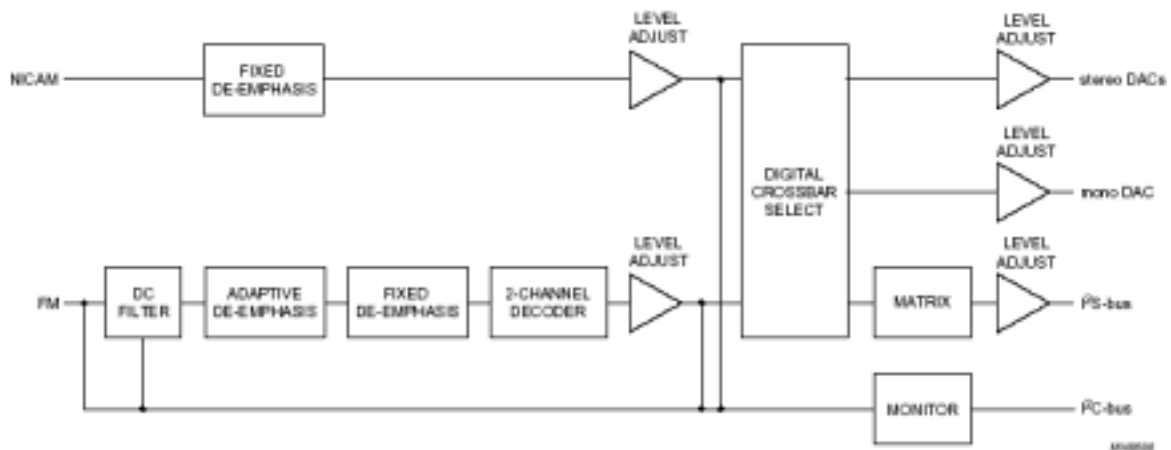 LEVEL
ADJUST
LEVEL
ADJUST
NICAM
FIXED
DE-EMPHASIS
stereo DACs
LEVEL
ADJUST
DIGITAL
CROSSBAR
SELECT
mono DAC
LEVEL
ADJUST
LEVEL
ADJUST
FM
DC
FILTER
ADAPTIVE
DE-EMPHASIS
FIXED
DE-EMPHASIS
2-CHANNEL
DECODER
MATRIX
I²S-bus
MONITOR
I²C-bus